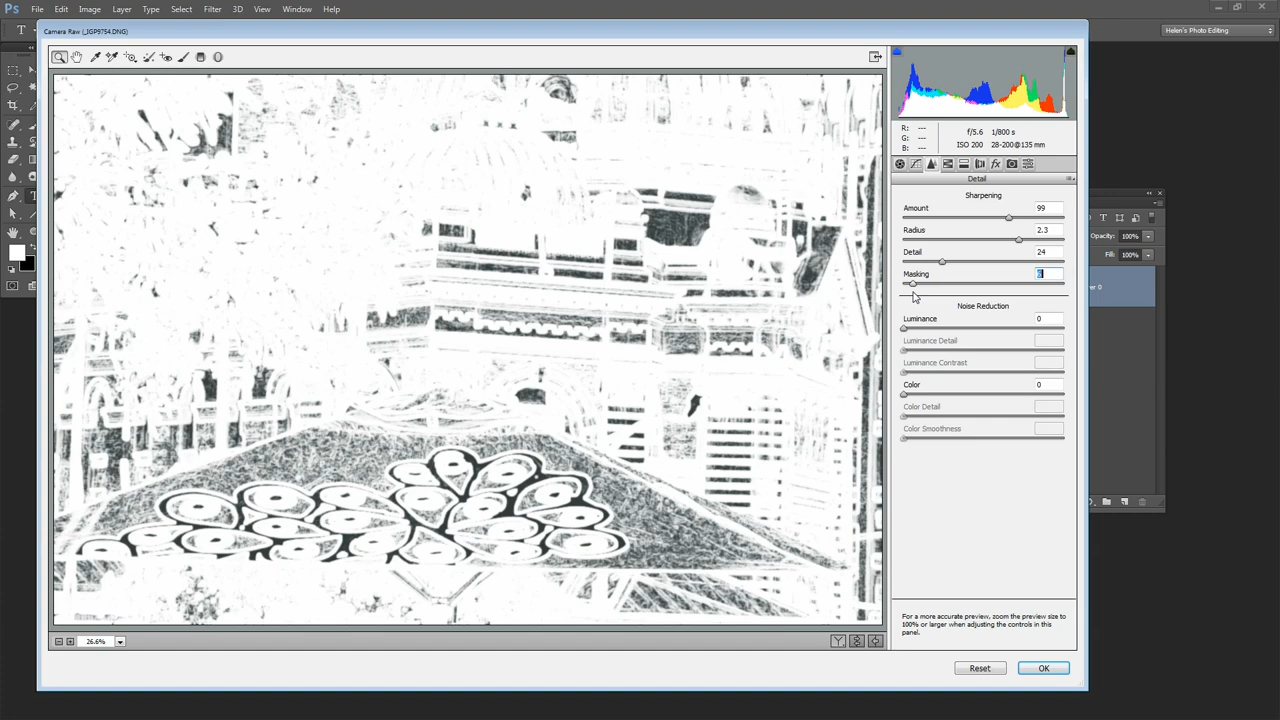 Ps File Edit Image Layer Type Select Filter 3D View Window Help
Helen's Photo Editing
Camera Raw (_IGP9754.DNG)
R: ---
G: ---
B: ---
f/5.6 1/800 s
ISO 200 28-200@135 mm
Detail
Sharpening
Amount 99
Radius 2.3
Detail 24
Masking
Noise Reduction
Luminance 0
Luminance Detail
Luminance Contrast
Color 0
Color Detail
Color Smoothness
For a more accurate preview, zoom the preview size to
100% or larger when adjusting the controls in this
panel.
26.6%
Reset OK
Opacity: 100%
Fill: 100%
er 0